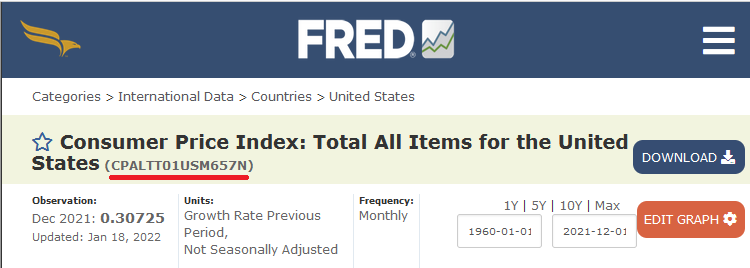 FRED
Categories > International Data > Countries > United States
Consumer Price Index: Total All Items for the United
States (CPALTT01USM657N)
DOWNLOAD
Observation:
Dec 2021: 0.30725
Updated: Jan 18, 2022
Units:
Growth Rate Previous
Period,
Not Seasonally Adjusted
Frequency:
Monthly
1Y | 5Y | 10Y | Max
1960-01-01
2021-12-01
EDIT GRAPH